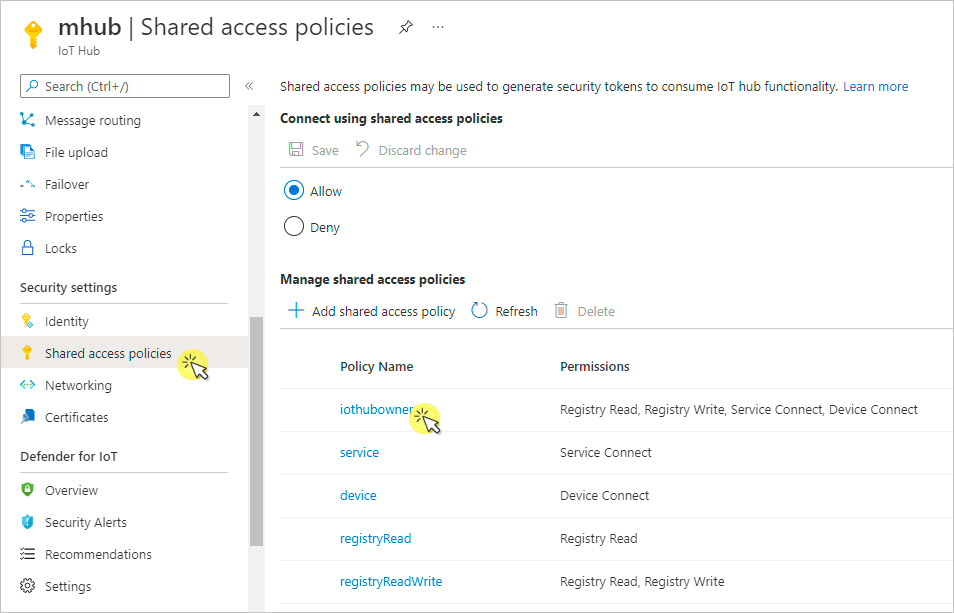 mhub | Shared access policies ···
IoT Hub
Search (Ctrl+/) «
Message routing
File upload
Failover
Properties
Locks
Security settings
Identity
Shared access policies
Networking
Certificates
Defender for IoT
Overview
Security Alerts
Recommendations
Settings
Shared access policies may be used to generate security tokens to consume IoT hub functionality. Learn more
Connect using shared access policies
Save Discard change
Allow
Deny
Manage shared access policies
Add shared access policy Refresh Delete
Policy Name Permissions
iothubowner Registry Read, Registry Write, Service Connect, Device Connect
service Service Connect
device Device Connect
registryRead Registry Read
registryReadWrite Registry Read, Registry Write